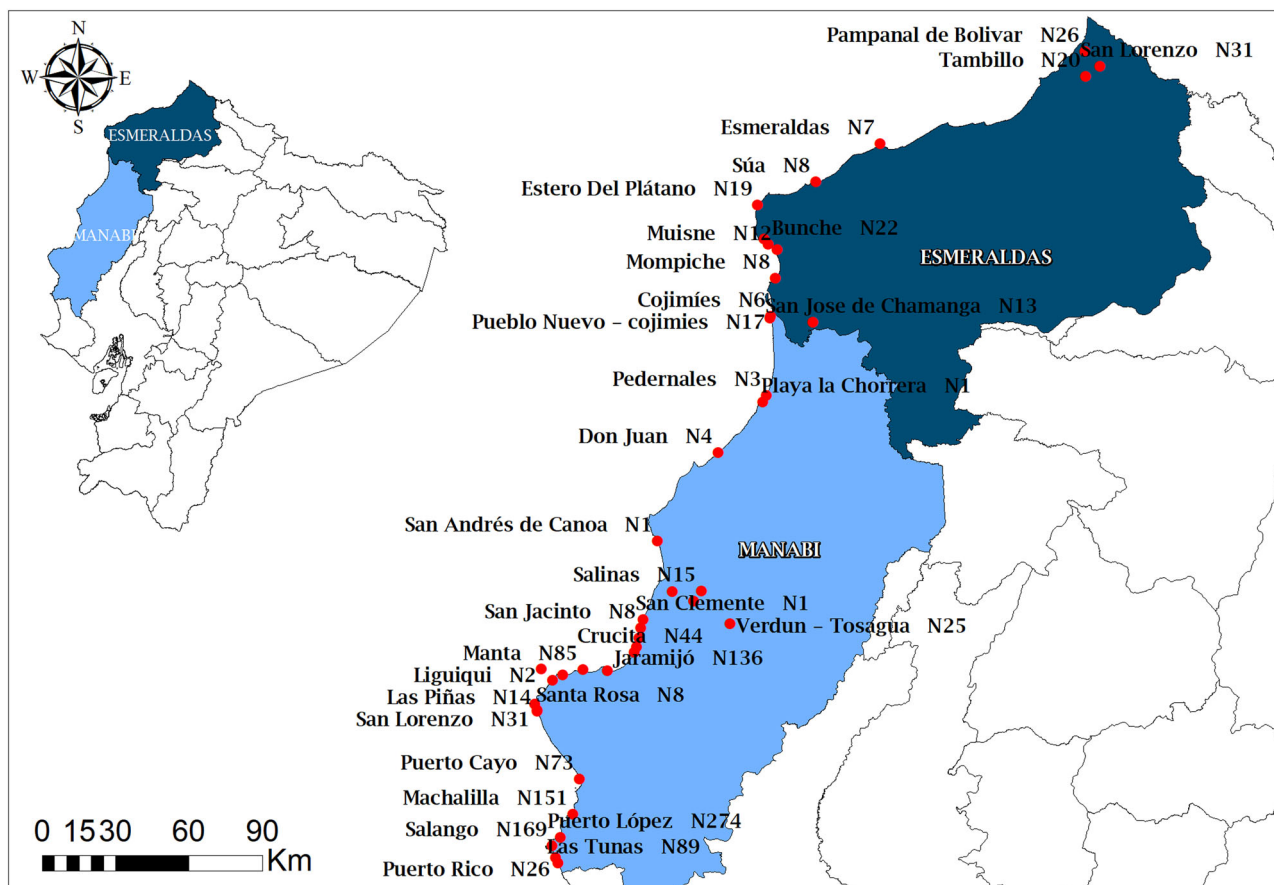 N
W E
S
ESMERALDAS
MANABI
Pampanal de Bolivar N26
San Lorenzo N31
Tambillo N20
Esmeraldas N7
Súa N8
Estero Del Plátano N19
Bunche N22
Muisne N12
Mompiche N8
ESMERALDAS
Cojimíes N6
San Jose de Chamanga N13
Pueblo Nuevo – cojimies N17
Pedernales N3
Playa la Chorrera N1
Don Juan N4
San Andrés de Canoa N1
MANABI
Salinas N15
San Clemente N1
San Jacinto N8
Verdun – Tosagua N25
Crucita N44
Manta N85
Jaramijó N136
Liguiqui N2
Las Piñas N14
Santa Rosa N8
San Lorenzo N31
Puerto Cayo N73
Machalilla N151
Puerto López N274
Salango N169
Las Tunas N89
Puerto Rico N26
0 15 30 60 90
Km